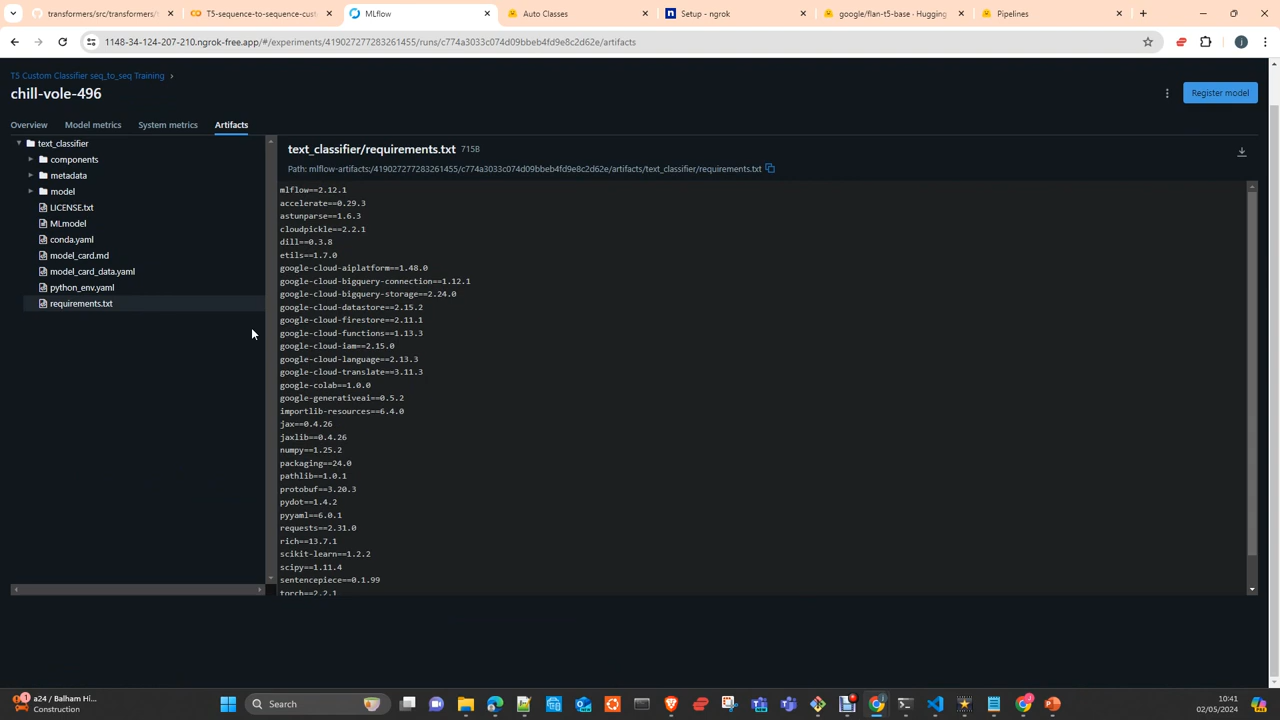 transformers/src/transformers/
T5-sequence-to-sequence-cust
MLflow
Auto Classes
Setup - ngrok
google/flan-t5-base - Hugging
Pipelines
1148-34-124-207-210.ngrok-free.app/#/experiments/419027277283261455/runs/c774a3033c074d09bbeb4fd9e8c2d62e/artifacts
T5 Custom Classifier seq_to_seq Training
chill-vole-496
Register model
Overview
Model metrics
System metrics
Artifacts
text_classifier
components
metadata
model
LICENSE.txt
MLmodel
conda.yaml
model_card.md
model_card_data.yaml
python_env.yaml
requirements.txt
text_classifier/requirements.txt 715B
Path: mlflow-artifacts:/419027277283261455/c774a3033c074d09bbeb4fd9e8c2d62e/artifacts/text_classifier/requirements.txt
mlflow==2.12.1
accelerate==0.29.3
astunparse==1.6.3
cloudpickle==2.2.1
dill==0.3.8
etils==1.7.0
google-cloud-aiplatform==1.48.0
google-cloud-bigquery-connection==1.12.1
google-cloud-bigquery-storage==2.24.0
google-cloud-datastore==2.15.2
google-cloud-firestore==2.11.1
google-cloud-functions==1.13.3
google-cloud-iam==2.15.0
google-cloud-language==2.13.3
google-cloud-translate==3.11.3
google-colab==1.0.0
google-generativeai==0.5.2
importlib-resources==6.4.0
jax==0.4.26
jaxlib==0.4.26
numpy==1.25.2
packaging==24.0
pathlib==1.0.1
protobuf==3.20.3
pydot==1.4.2
pyyaml==6.0.1
requests==2.31.0
rich==13.7.1
scikit-learn==1.2.2
scipy==1.11.4
sentencepiece==0.1.99
torch==2.2.1
a24 / Balham Hi...
Construction
Search
10:41
02/05/2024